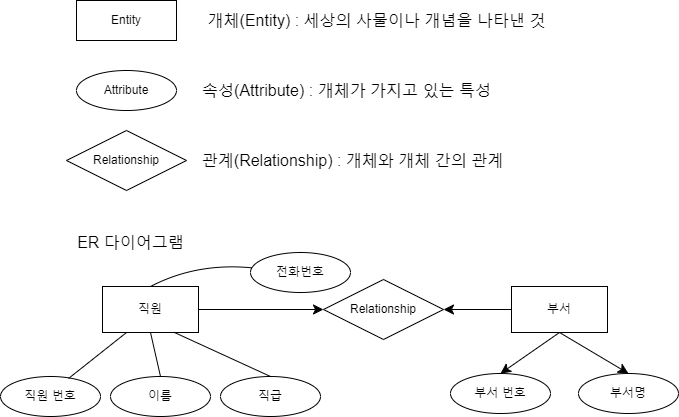 Entity
개체(Entity) : 세상의 사물이나 개념을 나타낸 것
Attribute
속성(Attribute) : 개체가 가지고 있는 특성
Relationship
관계(Relationship) : 개체와 개체 간의 관계
ER 다이어그램
전화번호
직원
Relationship
부서
직원 번호
이름
직급
부서 번호
부서명